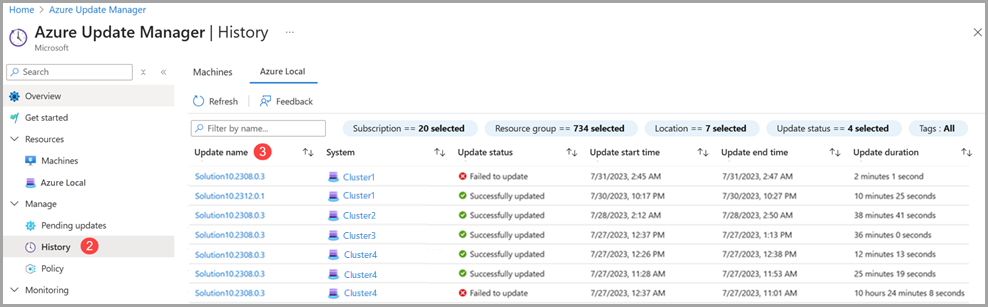 Home > Azure Update Manager
Azure Update Manager | History ...
Microsoft
Search
Overview
Get started
Resources
Machines
Azure Local
Manage
Pending updates
History 2
Policy
Monitoring
Machines Azure Local
Refresh Feedback
Filter by name... Subscription == 20 selected Resource group == 734 selected Location == 7 selected Update status == 4 selected Tags : All
Update name 3 System Update status Update start time Update end time Update duration
Solution10.2308.0.3 Cluster1 Failed to update 7/31/2023, 2:45 AM 7/31/2023, 2:47 AM 2 minutes 1 second
Solution10.2312.0.1 Cluster1 Successfully updated 7/30/2023, 10:17 PM 7/30/2023, 10:27 PM 10 minutes 25 seconds
Solution10.2308.0.3 Cluster2 Successfully updated 7/28/2023, 2:12 AM 7/28/2023, 2:50 AM 38 minutes 41 seconds
Solution10.2308.0.3 Cluster3 Successfully updated 7/27/2023, 12:37 PM 7/27/2023, 1:13 PM 36 minutes 0 seconds
Solution10.2308.0.3 Cluster4 Successfully updated 7/27/2023, 12:26 PM 7/27/2023, 12:38 PM 12 minutes 13 seconds
Solution10.2308.0.3 Cluster4 Successfully updated 7/27/2023, 11:28 AM 7/27/2023, 11:53 AM 25 minutes 19 seconds
Solution10.2308.0.3 Cluster4 Failed to update 7/27/2023, 12:37 AM 7/27/2023, 11:01 AM 10 hours 24 minutes 8 seconds